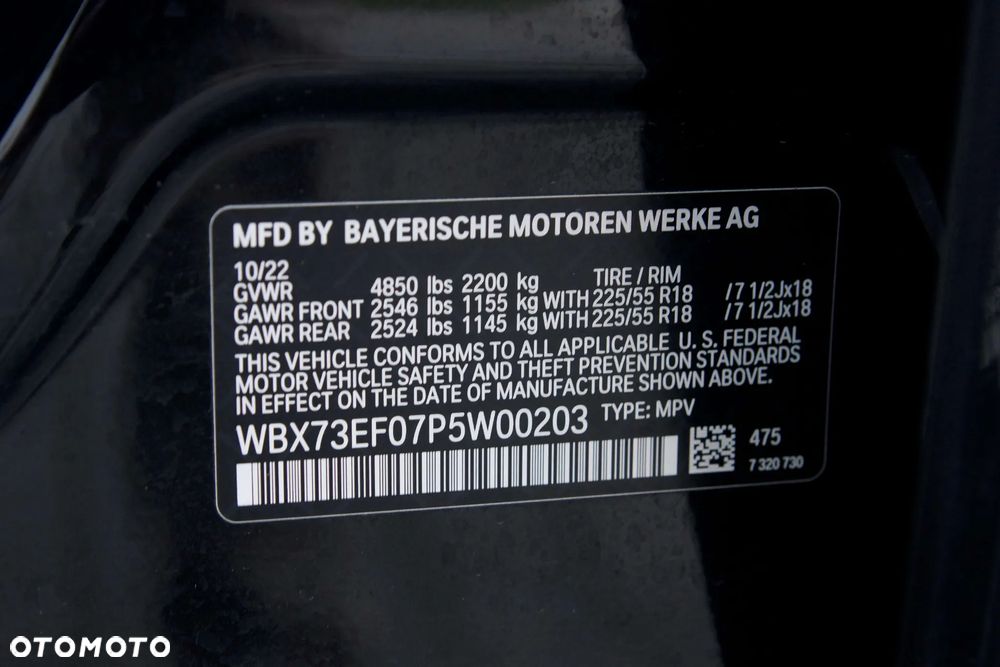 MFD BY BAYERISCHE MOTOREN WERKE AG
10/22 TIRE / RIM
GVWR 4850 lbs 2200 kg
GAWR FRONT 2546 lbs 1155 kg WITH 225/55 R18 /7 1/2Jx18
GAWR REAR 2524 lbs 1145 kg WITH 225/55 R18 /7 1/2Jx18
THIS VEHICLE CONFORMS TO ALL APPLICABLE U. S. FEDERAL
MOTOR VEHICLE SAFETY AND THEFT PREVENTION STANDARDS
IN EFFECT ON THE DATE OF MANUFACTURE SHOWN ABOVE.
WBX73EF07P5W00203 TYPE: MPV
475
7 320 730
OTOMOTO